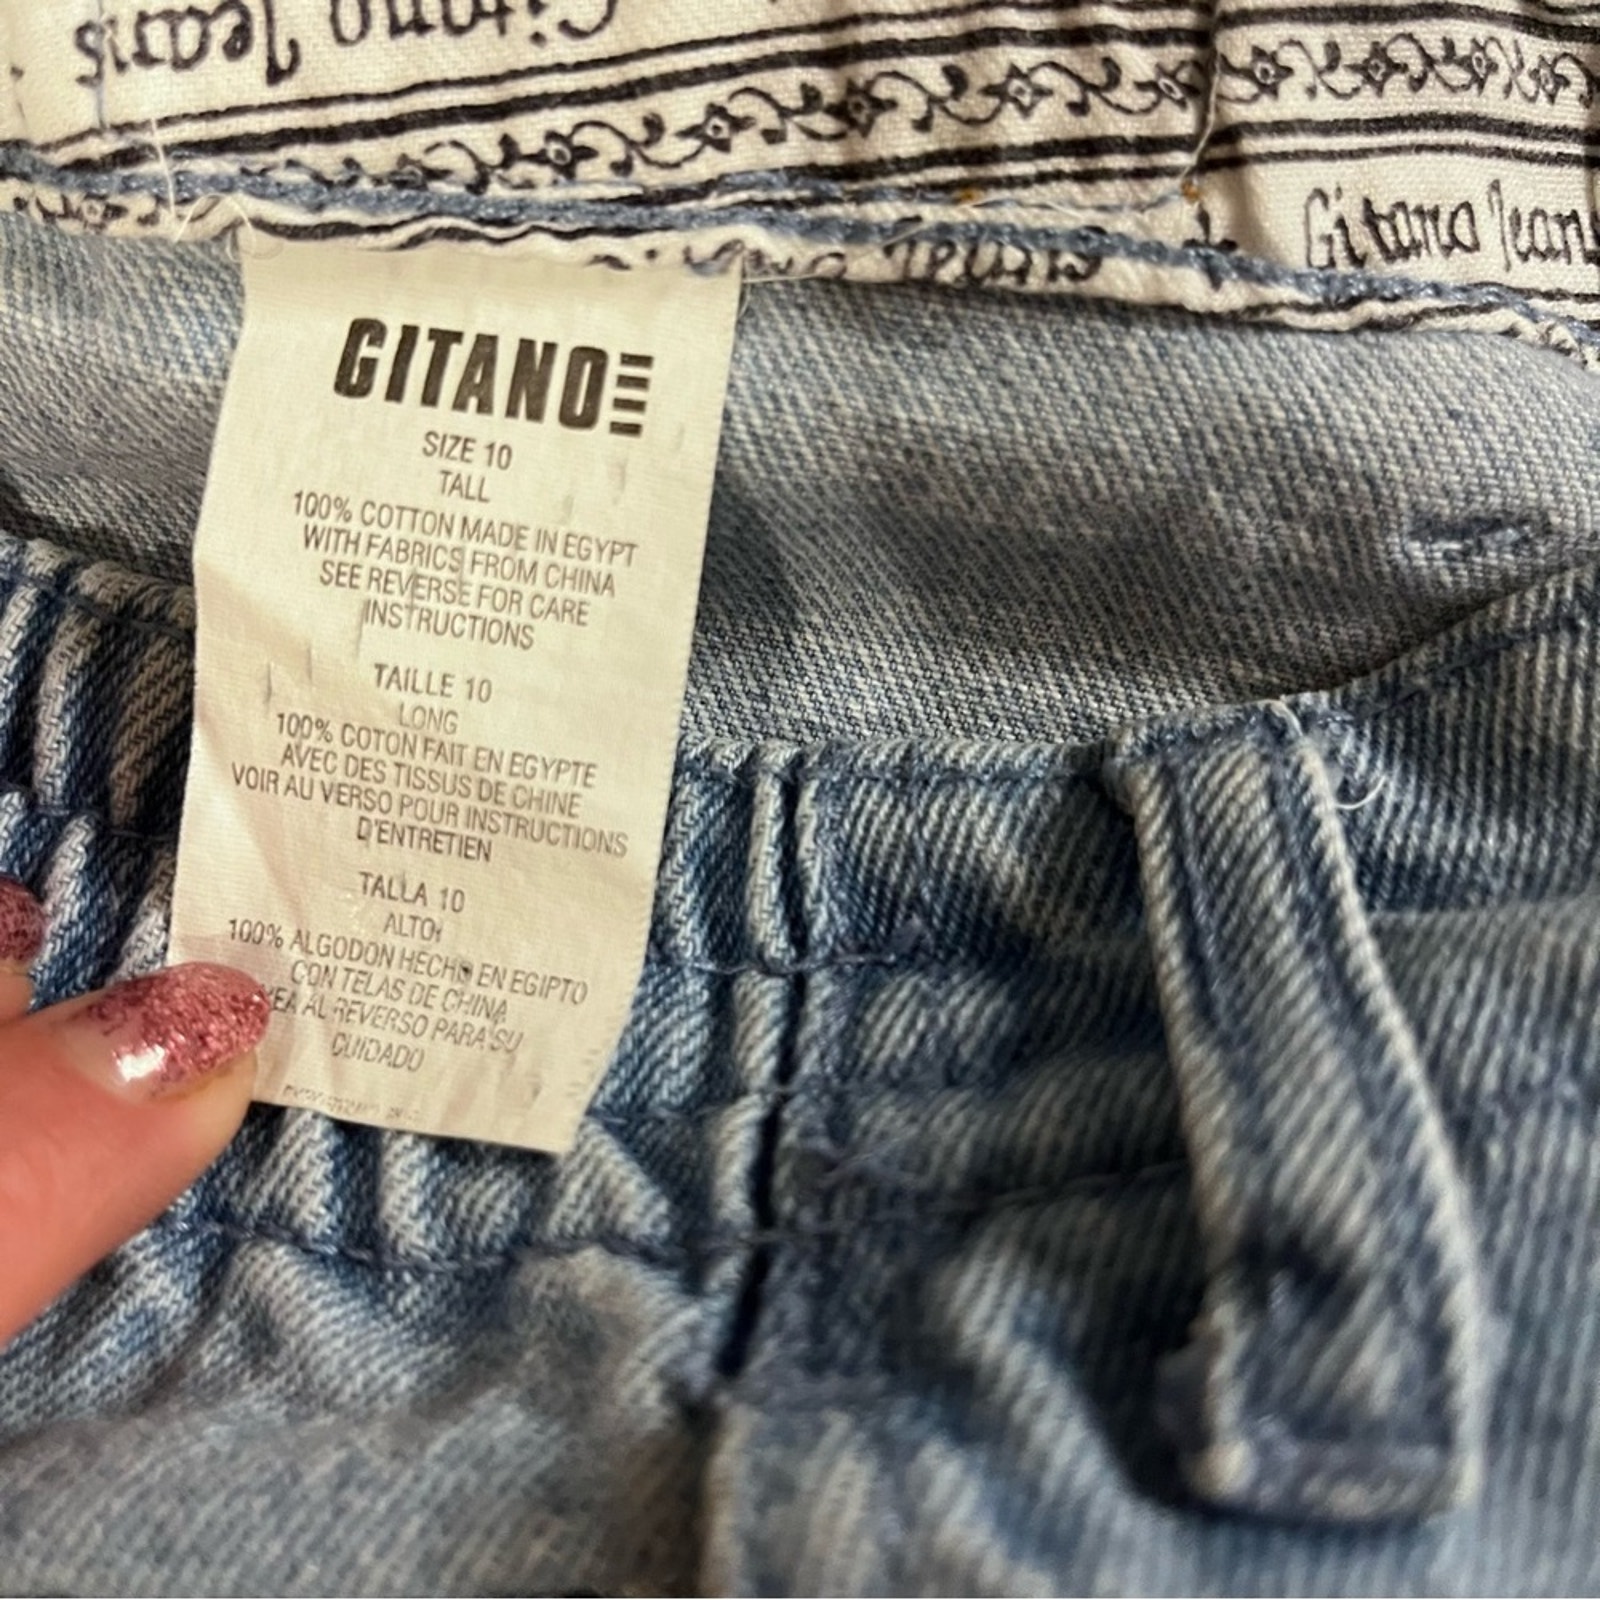 Gitano Jeans
Gitano Jeans
Jeans
GITANO
SIZE 10
TALL
100% COTTON MADE IN EGYPT
WITH FABRICS FROM CHINA
SEE REVERSE FOR CARE
INSTRUCTIONS
TAILLE 10
LONG
100% COTON FAIT EN EGYPTE
AVEC DES TISSUS DE CHINE
VOIR AU VERSO POUR INSTRUCTIONS
D'ENTRETIEN
TALLA 10
ALTO
100% ALGODON HECHO EN EGIPTO
CON TELAS DE CHINA
AL REVERSO PARA SU
CUIDADO